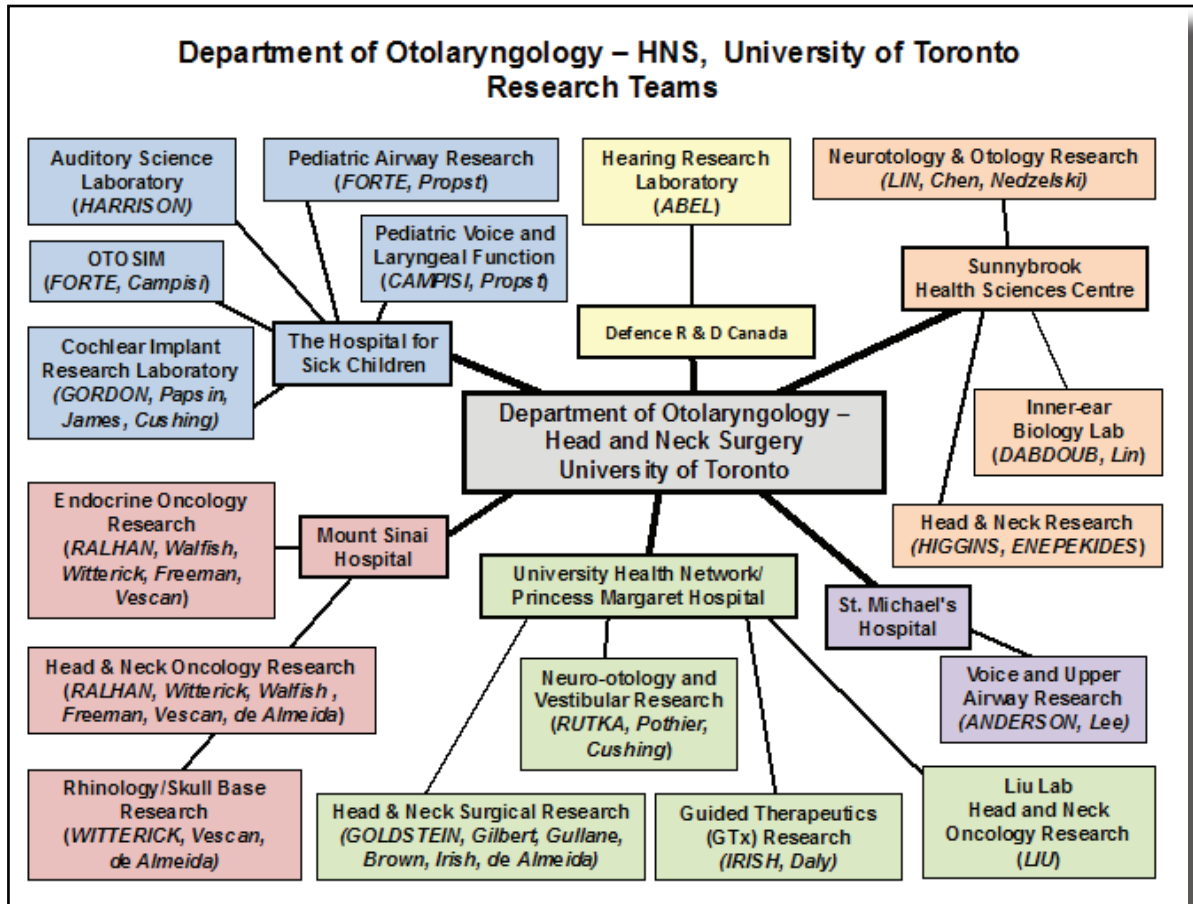 Department of Otolaryngology – HNS, University of Toronto
Research Teams
Auditory Science
Laboratory
(HARRISON)
Pediatric Airway Research
(FORTE, Propst)
Hearing Research
Laboratory
(ABEL)
Neurotology & Otology Research
(LIN, Chen, Nedzelski)
OTOSIM
(FORTE, Campisi)
Pediatric Voice and
Laryngeal Function
(CAMPISI, Propst)
Sunnybrook
Health Sciences Centre
Cochlear Implant
Research Laboratory
(GORDON, Papsin,
James, Cushing)
The Hospital for
Sick Children
Defence R & D Canada
Department of Otolaryngology –
Head and Neck Surgery
University of Toronto
Inner-ear
Biology Lab
(DABDOUB, Lin)
Endocrine Oncology
Research
(RALHAN, Walfish,
Witterick, Freeman,
Vescan)
Mount Sinai
Hospital
Head & Neck Research
(HIGGINS, ENEPEKIDES)
University Health Network/
Princess Margaret Hospital
St. Michael's
Hospital
Head & Neck Oncology Research
(RALHAN, Witterick, Walfish ,
Freeman, Vescan, de Almeida)
Neuro-otology and
Vestibular Research
(RUTKA, Pothier,
Cushing)
Voice and Upper
Airway Research
(ANDERSON, Lee)
Rhinology/Skull Base
Research
(WITTERICK, Vescan,
de Almeida)
Head & Neck Surgical Research
(GOLDSTEIN, Gilbert, Gullane,
Brown, Irish, de Almeida)
Guided Therapeutics
(GTx) Research
(IRISH, Daly)
Liu Lab
Head and Neck
Oncology Research
(LIU)